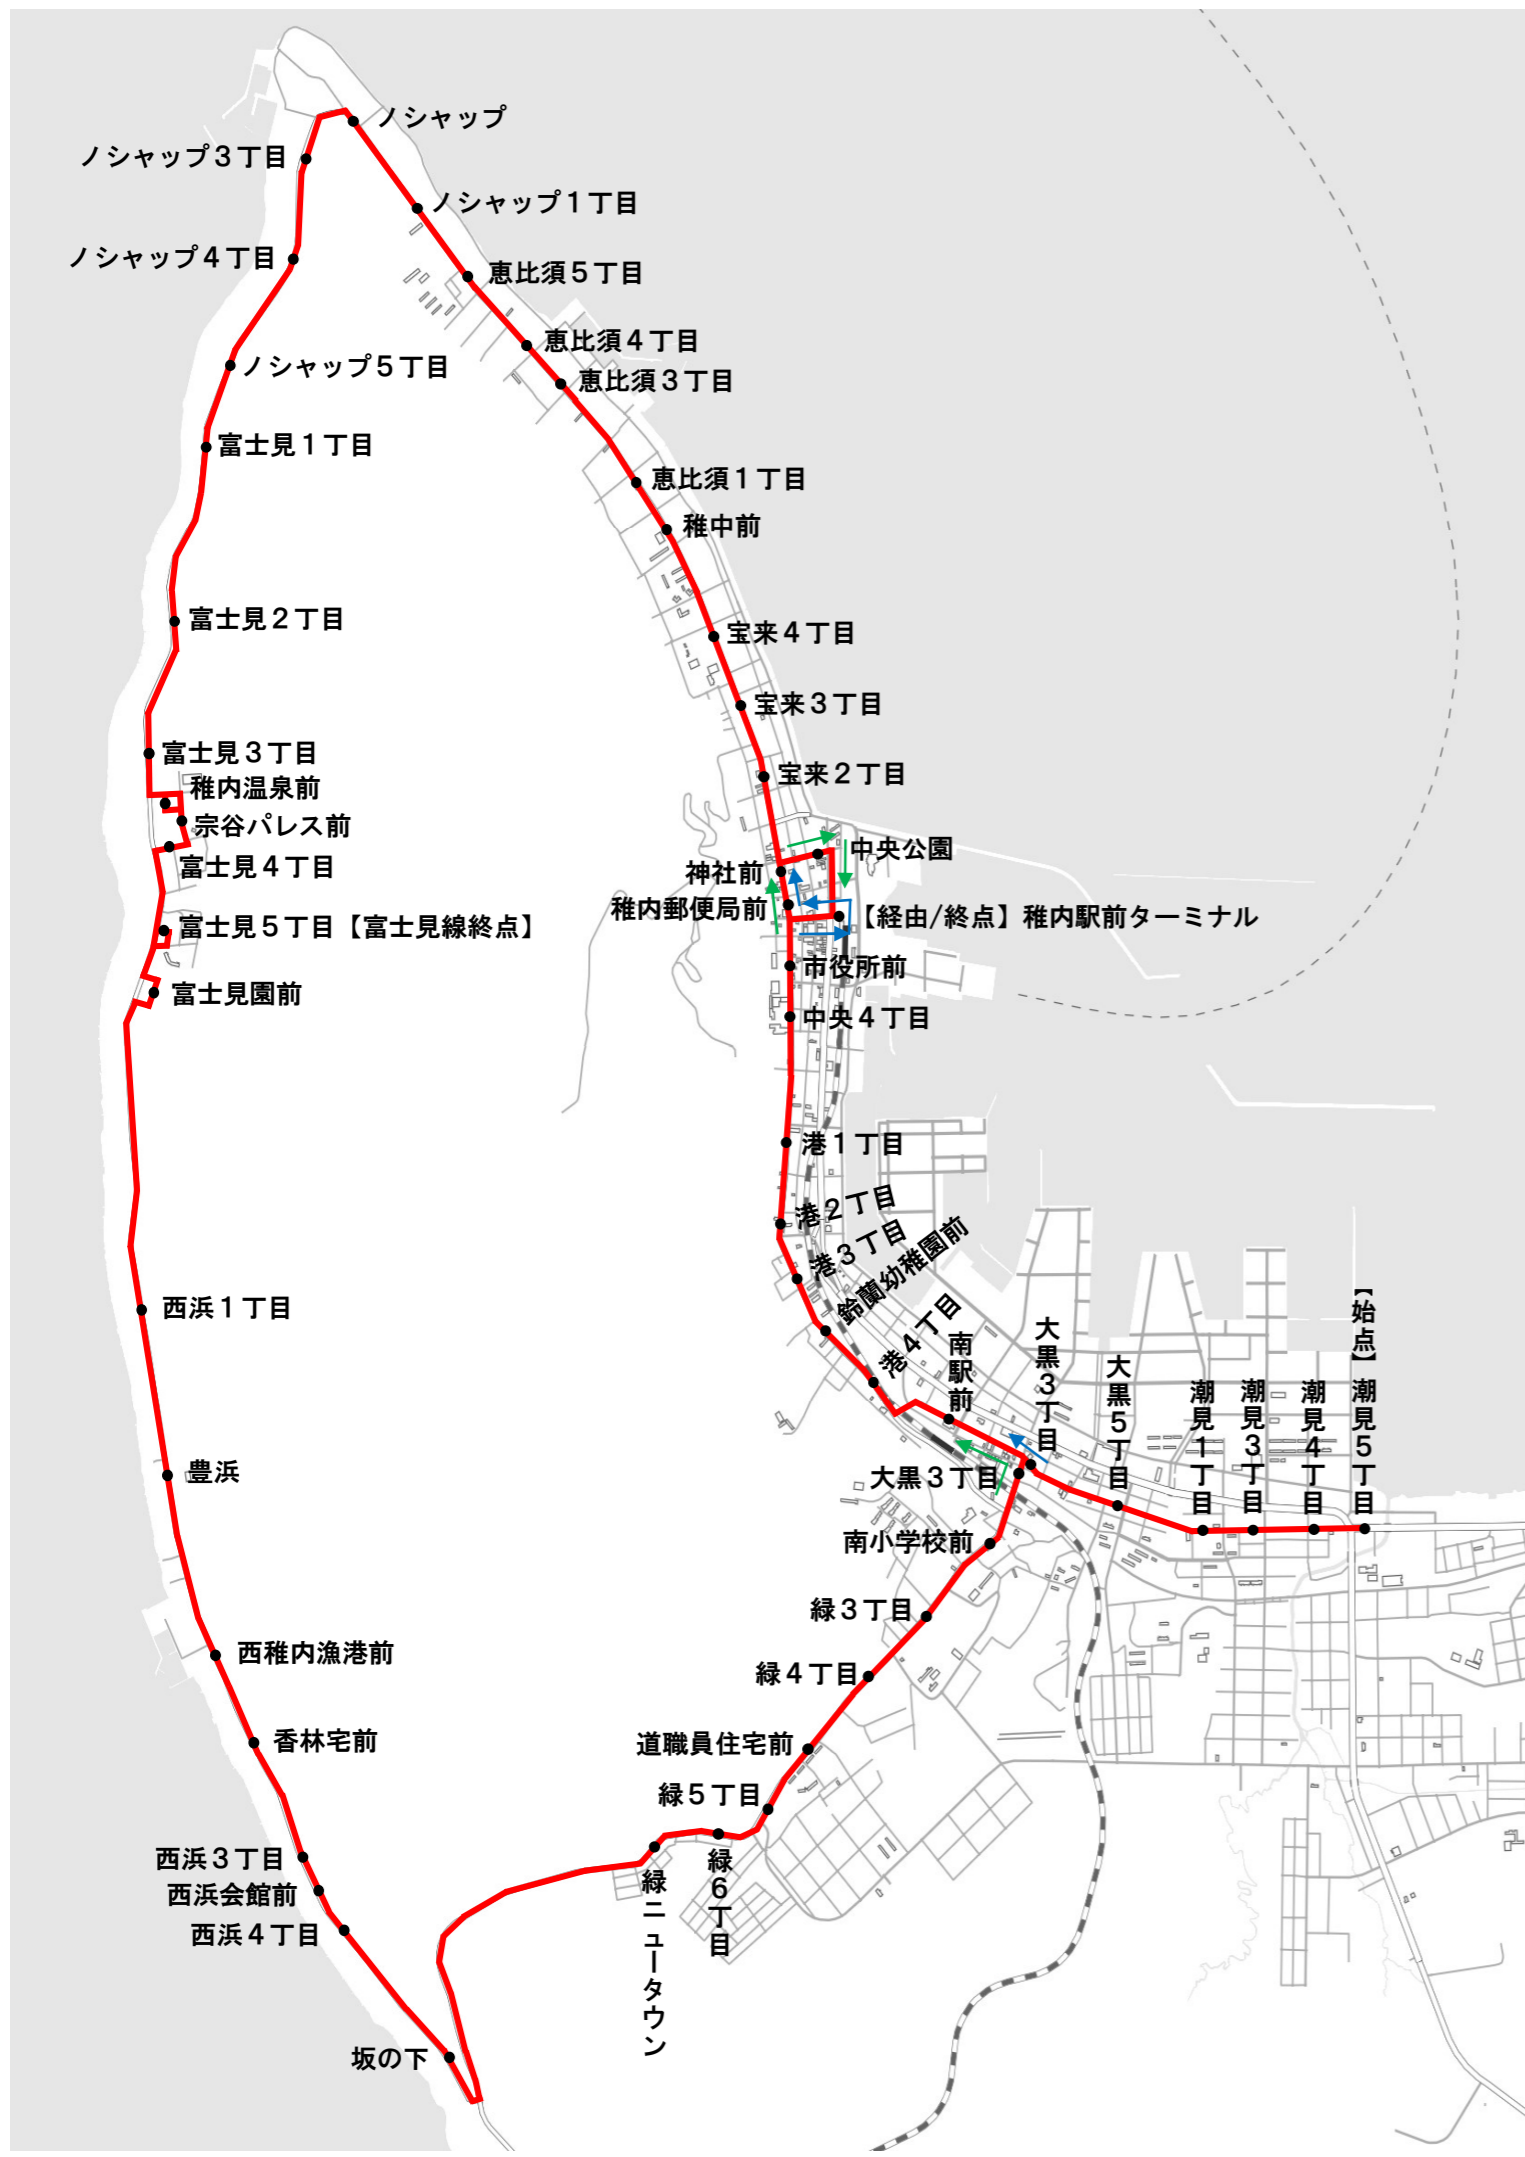 ノシャップ
ノシャップ３丁目
ノシャップ１丁目
ノシャップ４丁目
恵比須５丁目
恵比須４丁目
ノシャップ５丁目
恵比須３丁目
富士見１丁目
恵比須１丁目
稚中前
富士見２丁目
宝来４丁目
宝来３丁目
富士見３丁目
宝来２丁目
稚内温泉前
宗谷パレス前
中央公園
富士見４丁目
神社前
稚内郵便局前
【経由/終点】稚内駅前ターミナル
富士見５丁目【富士見線終点】
市役所前
富士見園前
中央４丁目
港１丁目
港２丁目
港３丁目
鈴蘭幼稚園前
西浜１丁目
港４丁目
南駅前
大黒３丁目
大黒５丁目
潮見１丁目
潮見３丁目
潮見４丁目
【始点】潮見５丁目
豊浜
大黒３丁目
南小学校前
緑３丁目
西稚内漁港前
緑４丁目
香林宅前
道職員住宅前
緑５丁目
西浜３丁目
緑６丁目
緑ニュータウン
西浜会館前
西浜４丁目
坂の下